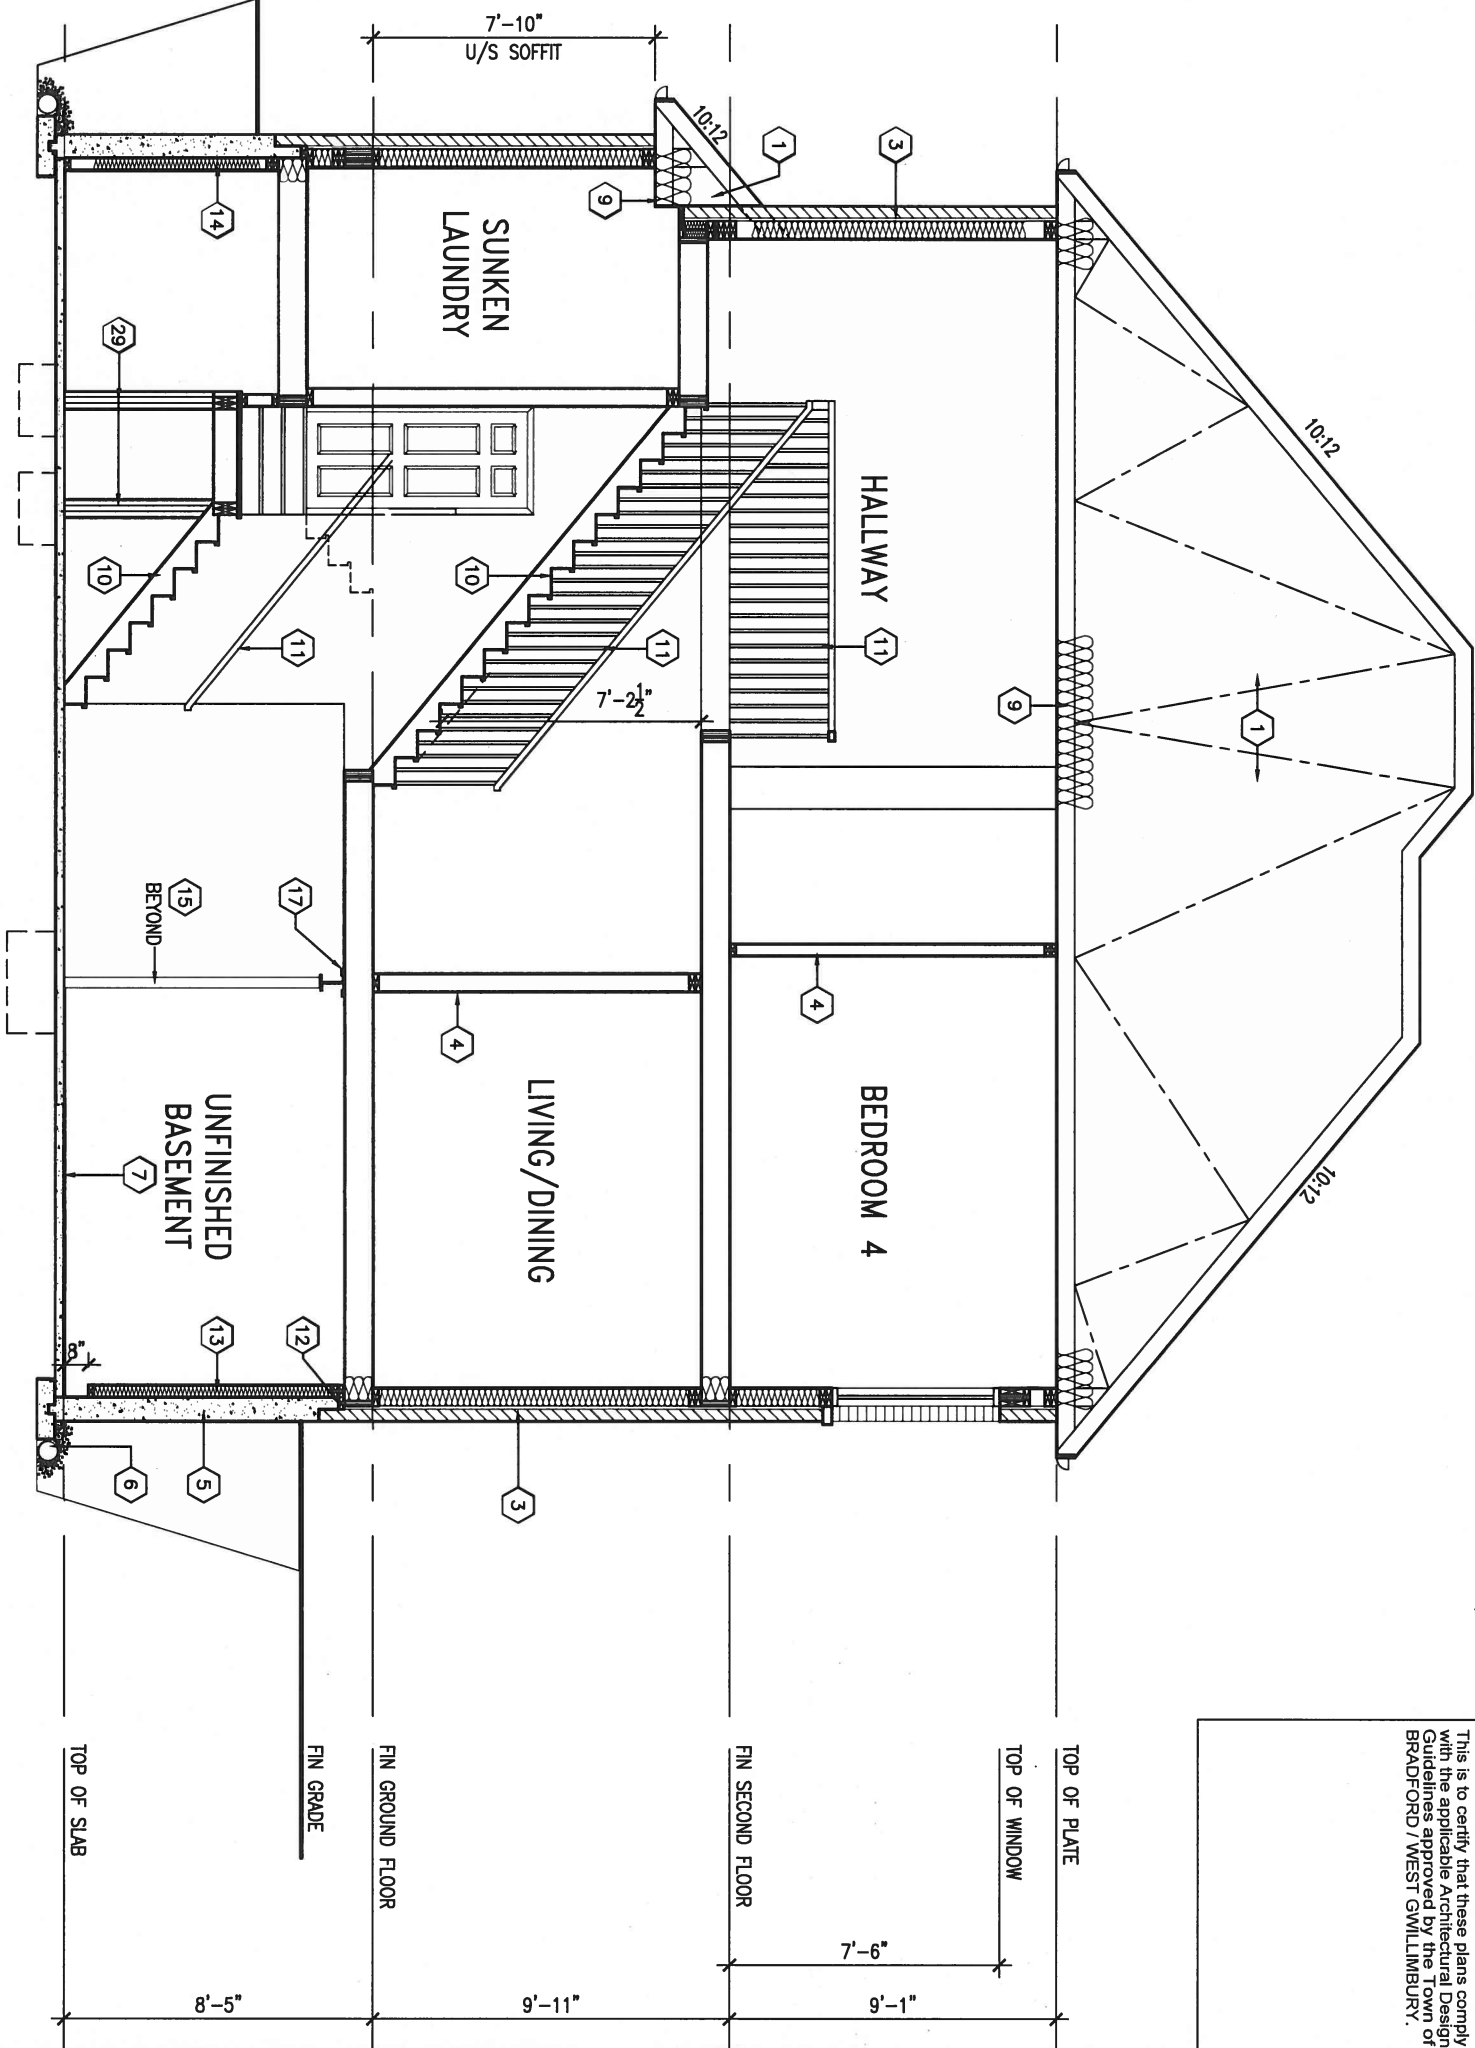 This is to certify that these plans comply
with the applicable Architectural Design
Guidelines approved by the Town of
BRADFORD / WEST GWILLIMBURY.
10:12
10:12
1
9
TOP OF PLATE
TOP OF WINDOW
3
HALLWAY
11
BEDROOM 4
4
7'-6"
9'-1"
1
10:12
9
FIN SECOND FLOOR
7'-10"
U/S SOFFIT
SUNKEN
LAUNDRY
10
11
7'-2½"
4
LIVING/DINING
3
9'-11"
FIN GROUND FLOOR
FIN GRADE
14
29
10
11
15
BEYOND
17
UNFINISHED
BASEMENT
7
12
13
8"
5
6
8'-5"
TOP OF SLAB